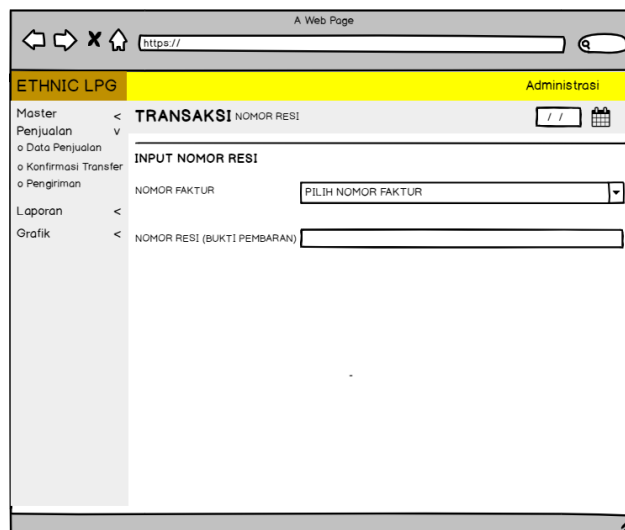 A Web Page
https://
ETHNIC LPG
Administrasi
Master <
Penjualan v
o Data Penjualan
o Konfirmasi Transfer
o Pengiriman
Laporan <
Grafik <
TRANSAKSI NOMOR RESI
/ /
INPUT NOMOR RESI
NOMOR FAKTUR
PILIH NOMOR FAKTUR
NOMOR RESI (BUKTI PEMBARAN)